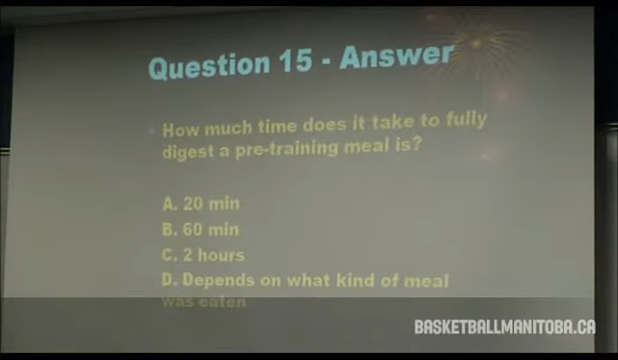 Question 15 - Answer
How much time does it take to fully
digest a pre-training meal is?
A. 20 min
B. 60 min
C. 2 hours
D. Depends on what kind of meal
was eaten
BASKETBALLMANITOBA.CA